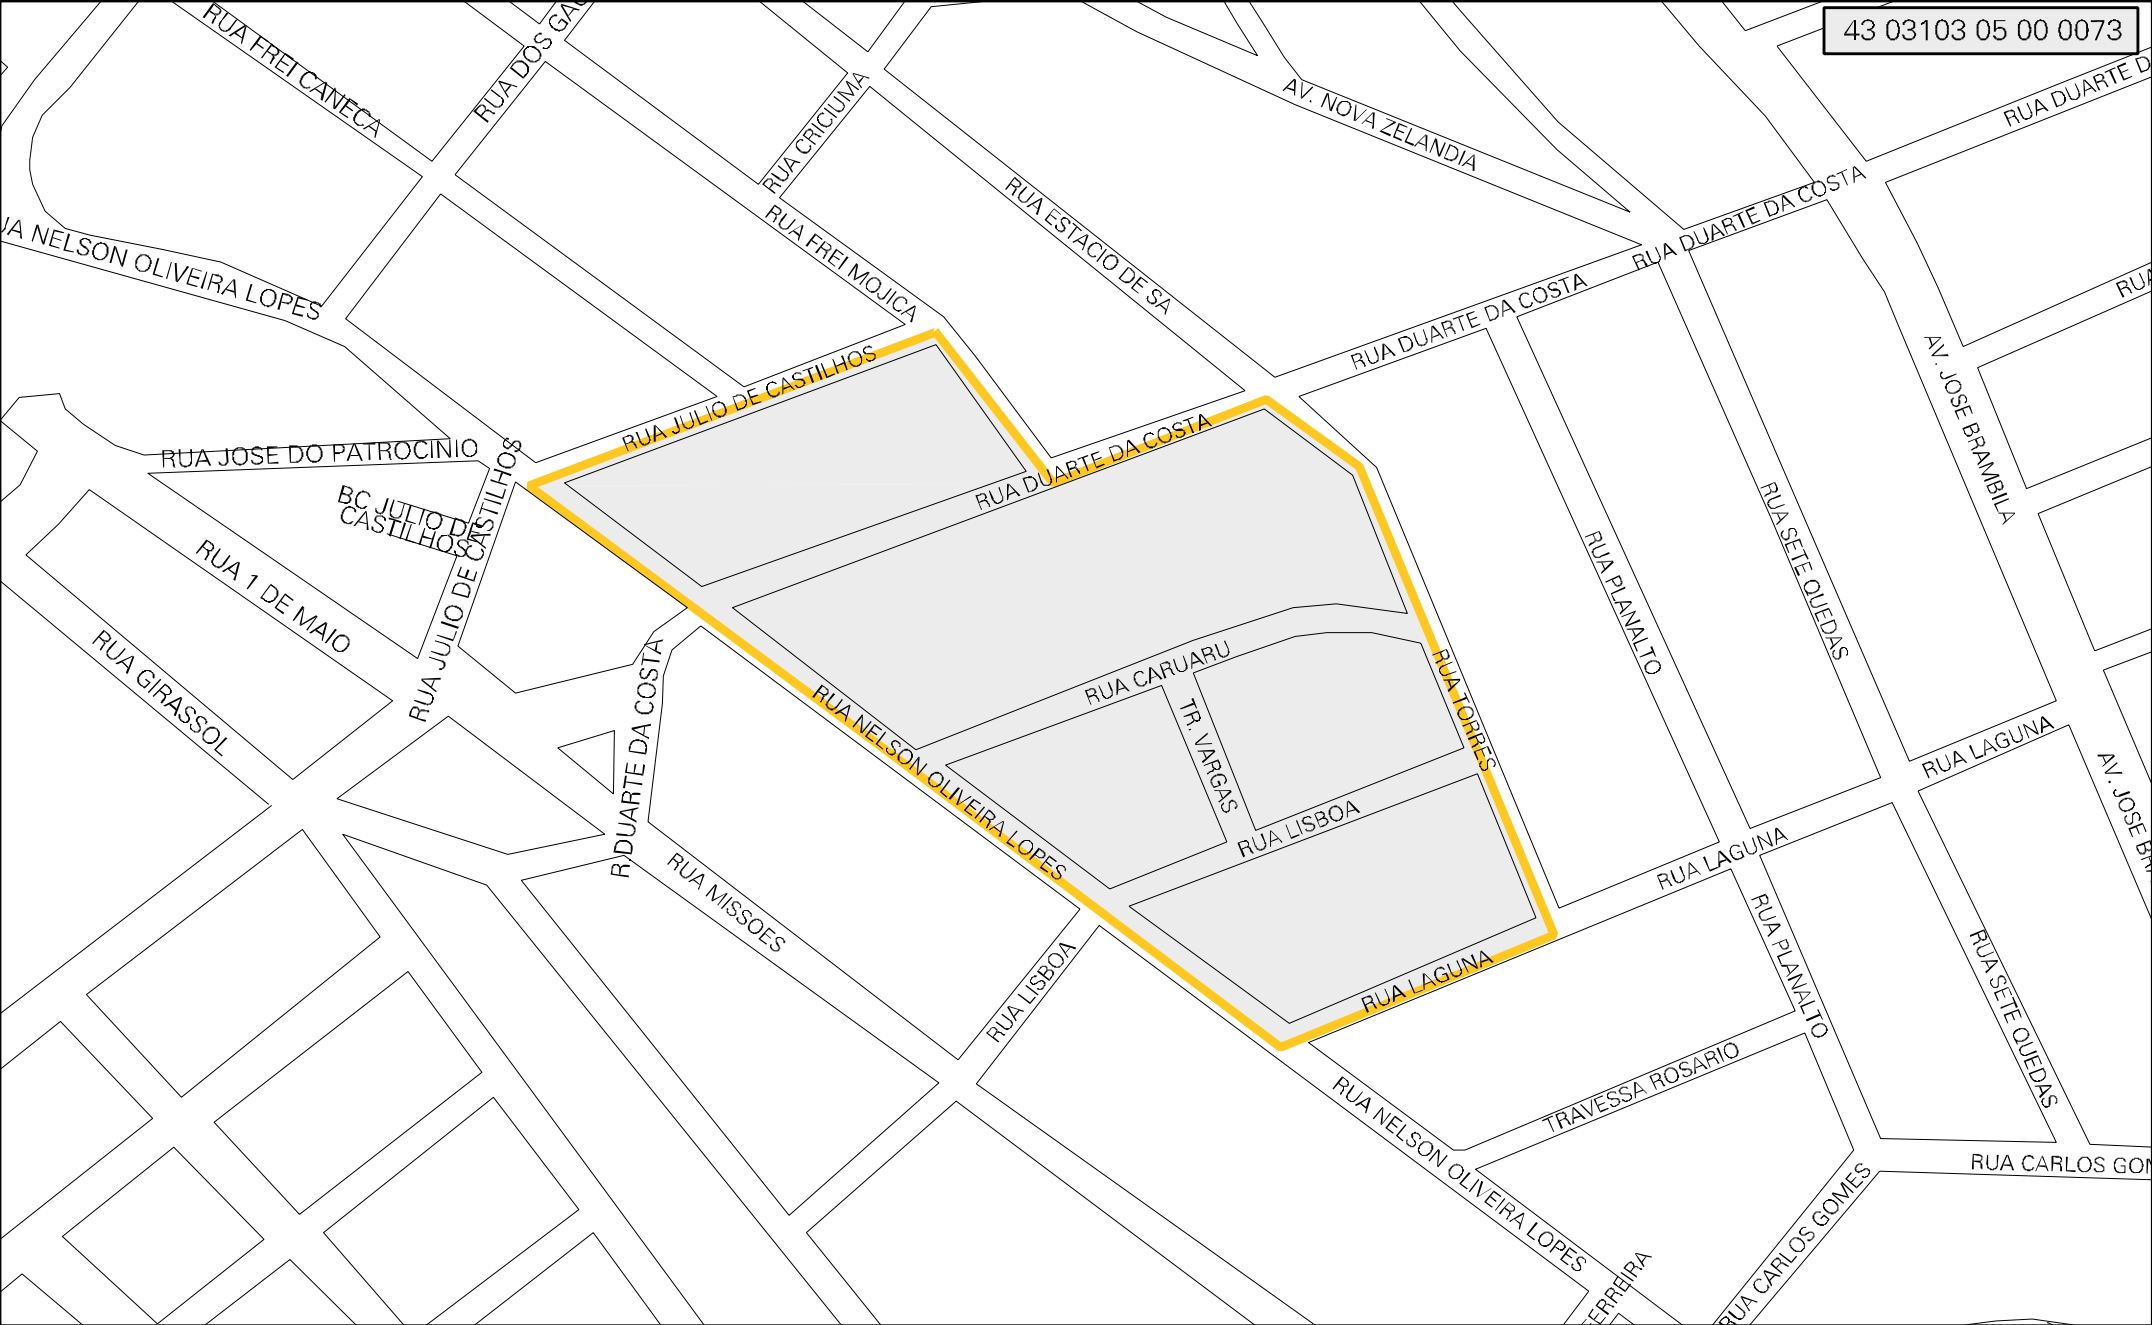 43 03103 05 00 0073
RUA FREI CANECA
RUA DOS
RUA CRICIUMA
AV. NOVA ZELANDIA
RUA DUARTE D
RUA DUARTE DA COSTA
RUA ESTACIO DE SA
RUA FREI MOJICA
UA NELSON OLIVEIRA LOPES
RUA DUARTE DA COSTA
RUA
RUA JULIO DE CASTILHOS
AV. JOSE BRAMBILA
RUA DUARTE DA COSTA
RUA JOSE DO PATROCINIO
BC JULIO DE
CASTILHOS
RUA JULIO DE CASTILHOS
RUA SETE QUEDAS
RUA PLANALTO
RUA 1 DE MAIO
RUA GIRASSOL
R DUARTE DA COSTA
RUA CARUARU
TR. VARGAS
RUA TORRES
RUA NELSON OLIVEIRA LOPES
RUA LAGUNA
AV. JOSE BR
RUA LISBOA
RUA LAGUNA
RUA MISSOES
RUA PLANALTO
RUA SETE QUEDAS
RUA LISBOA
RUA LAGUNA
TRAVESSA ROSARIO
RUA NELSON OLIVEIRA LOPES
RUA CARLOS GOM
RUA CARLOS GOMES
ERREIRA